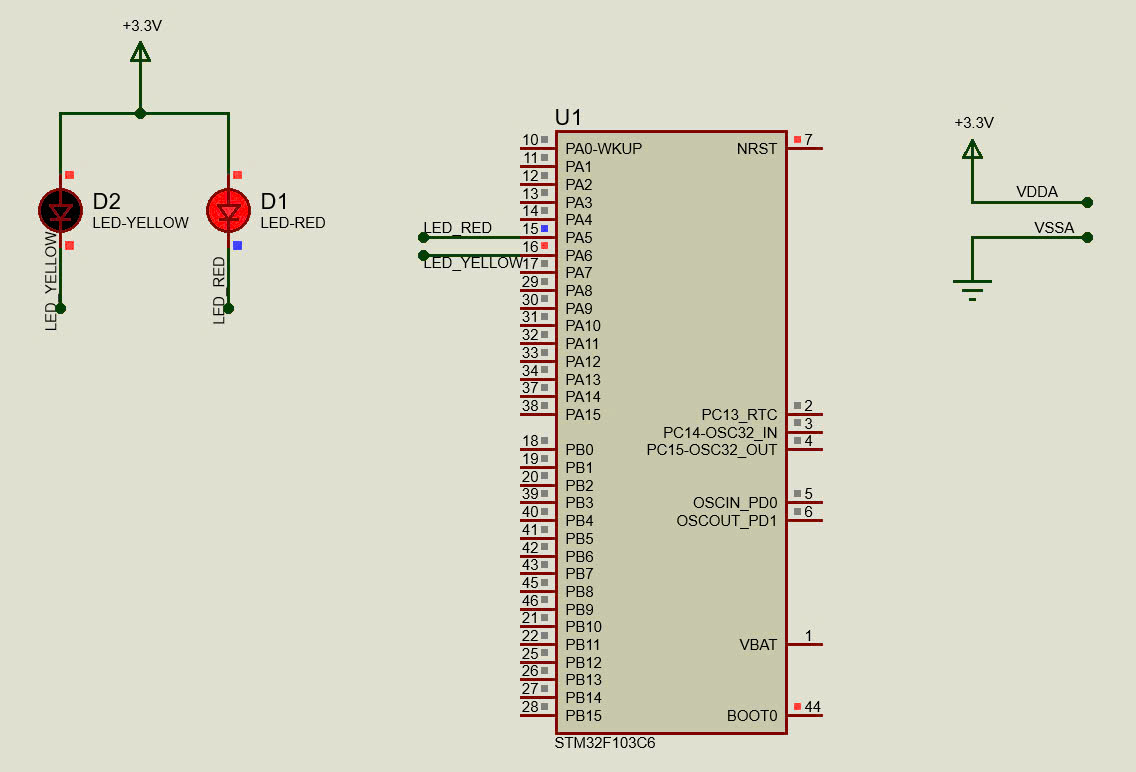 +3.3V
D2
LED-YELLOW
D1
LED-RED
LED_YELLOW
LED_RED
LED_RED
LED_YELLOW
U1
10 PA0-WKUP
11 PA1
12 PA2
13 PA3
14 PA4
15 PA5
16 PA6
17 PA7
29 PA8
30 PA9
31 PA10
32 PA11
33 PA12
34 PA13
37 PA14
38 PA15
18 PB0
19 PB1
20 PB2
39 PB3
40 PB4
41 PB5
42 PB6
43 PB7
45 PB8
46 PB9
21 PB10
22 PB11
25 PB12
26 PB13
27 PB14
28 PB15
NRST 7
PC13_RTC 2
PC14-OSC32_IN 3
PC15-OSC32_OUT 4
OSCIN_PD0 5
OSCOUT_PD1 6
VBAT 1
BOOT0 44
STM32F103C6
+3.3V
VDDA
VSSA